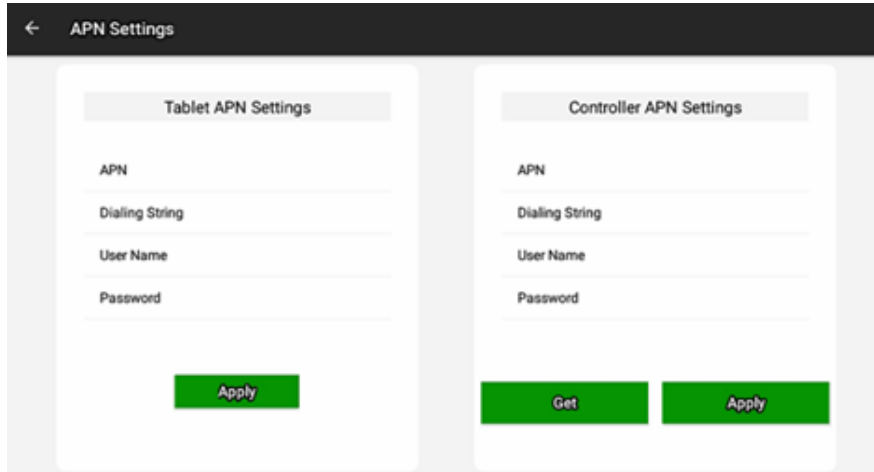 APN Settings
Tablet APN Settings
APN
Dialing String
User Name
Password
Apply
Controller APN Settings
APN
Dialing String
User Name
Password
Get
Apply